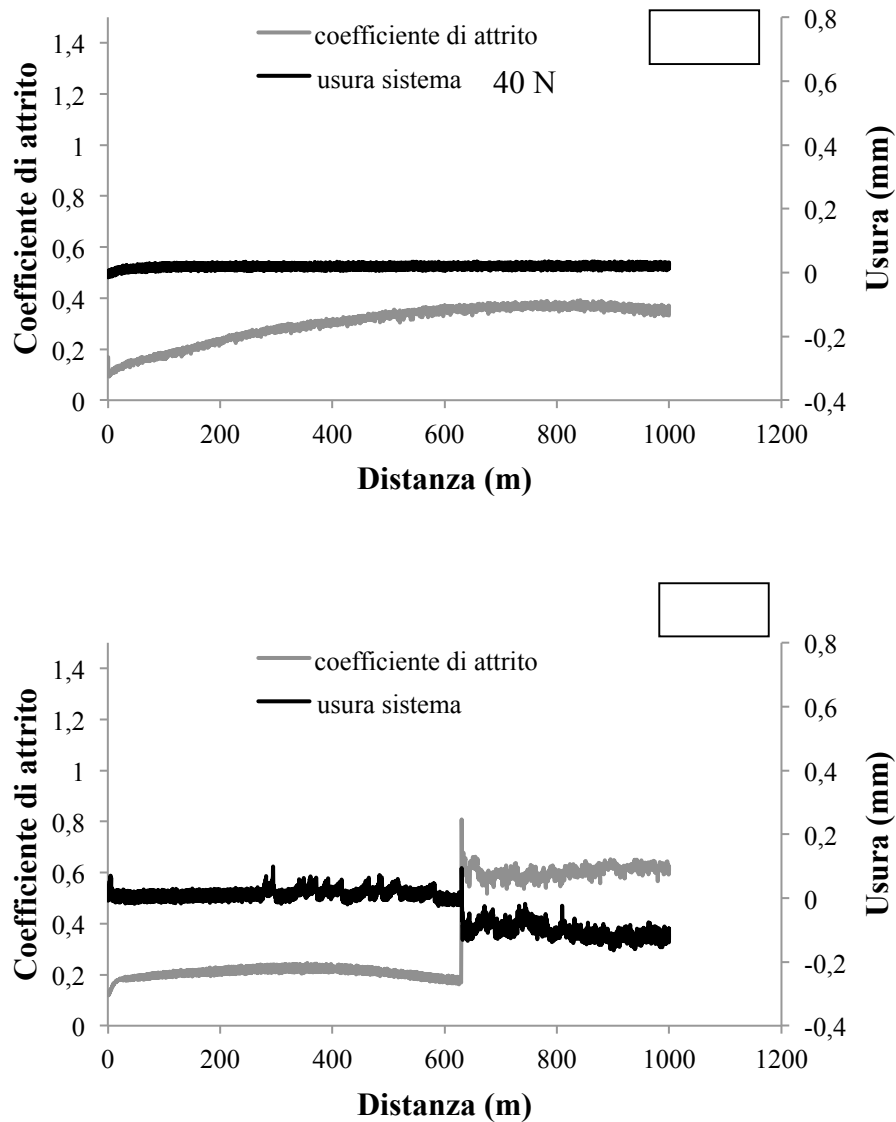 coefficiente di attrito
usura sistema 40 N
Coefficiente di attrito
1,4
1,2
1
0,8
0,6
0,4
0,2
0
0,8
0,6
0,4
0,2
0
-0,2
-0,4
Usura (mm)
0 200 400 600 800 1000 1200
Distanza (m)
coefficiente di attrito
usura sistema
Coefficiente di attrito
1,4
1,2
1
0,8
0,6
0,4
0,2
0
0,8
0,6
0,4
0,2
0
-0,2
-0,4
Usura (mm)
0 200 400 600 800 1000 1200
Distanza (m)